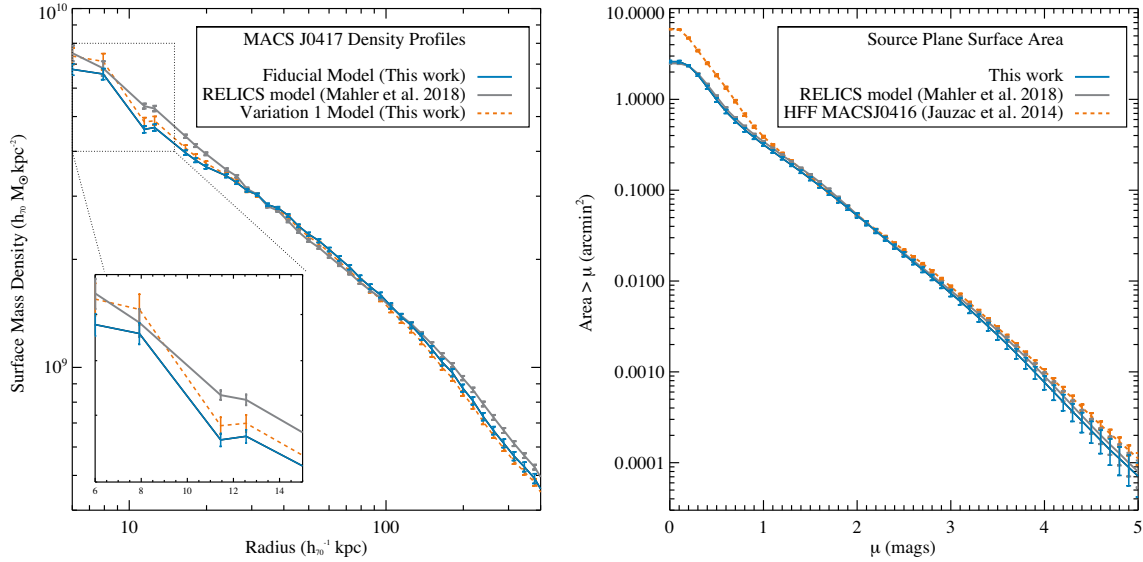 MACS J0417 Density Profiles
Fiducial Model (This work)
RELICS model (Mahler et al. 2018)
Variation 1 Model (This work)
10¹⁰
10⁹
Surface Mass Density (h₇₀ M⊙ kpc⁻²)
6 8 10 12 14
10 100
Radius (h₇₀⁻¹ kpc)
Source Plane Surface Area
This work
RELICS model (Mahler et al. 2018)
HFF MACSJ0416 (Jauzac et al. 2014)
10.0000
1.0000
0.1000
0.0100
0.0010
0.0001
Area > μ (arcmin²)
0 1 2 3 4 5
μ (mags)